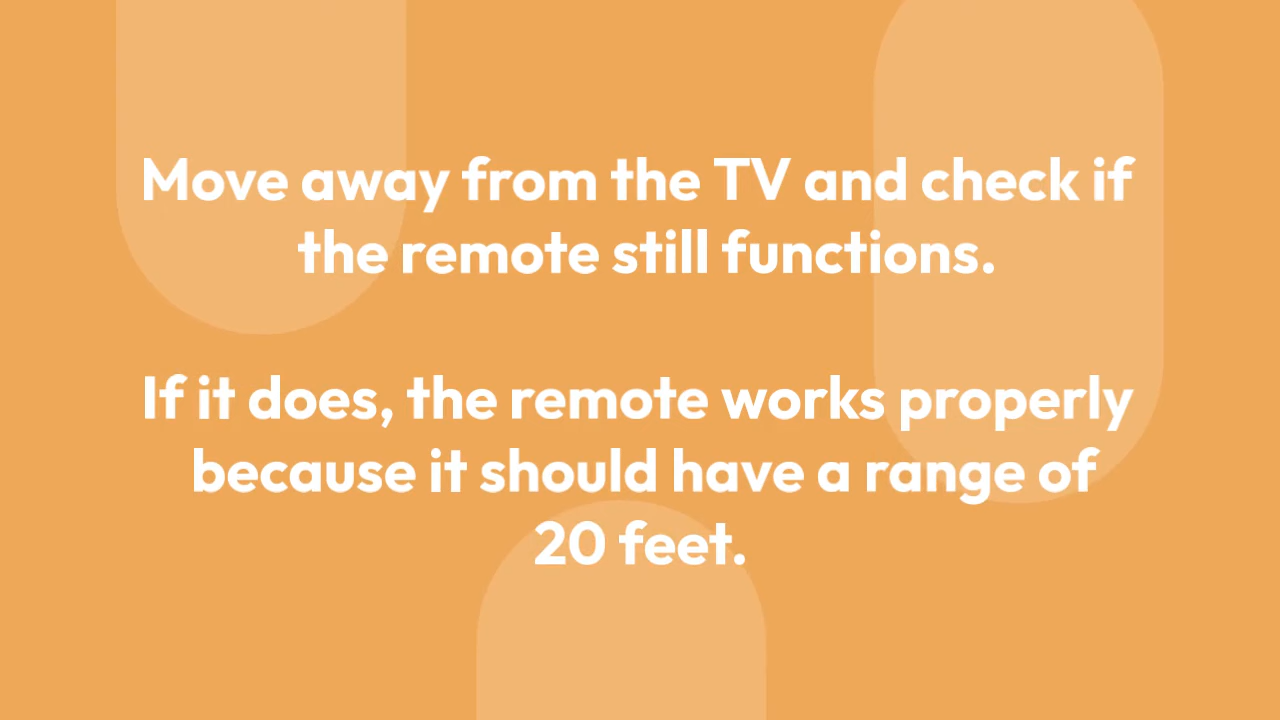 Move away from the TV and check if
the remote still functions.
If it does, the remote works properly
because it should have a range of
20 feet.